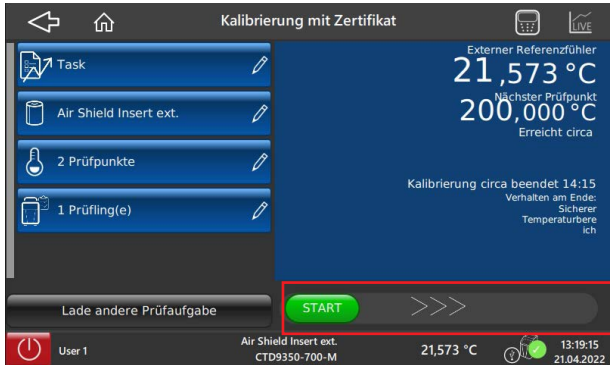 Kalibrierung mit Zertifikat
LIVE
Task
Air Shield Insert ext.
2 Prüfpunkte
1 Prüfling(e)
Lade andere Prüfaufgabe
Externer Referenzfühler
21,573 °C
Nächster Prüfpunkt
200,000 °C
Erreicht circa
Kalibrierung circa beendet 14:15
Verhalten am Ende:
Sicherer
Temperaturbere
ich
START >>>
User 1
Air Shield Insert ext.
CTD9350-700-M
21,573 °C
13:19:15
21.04.2022